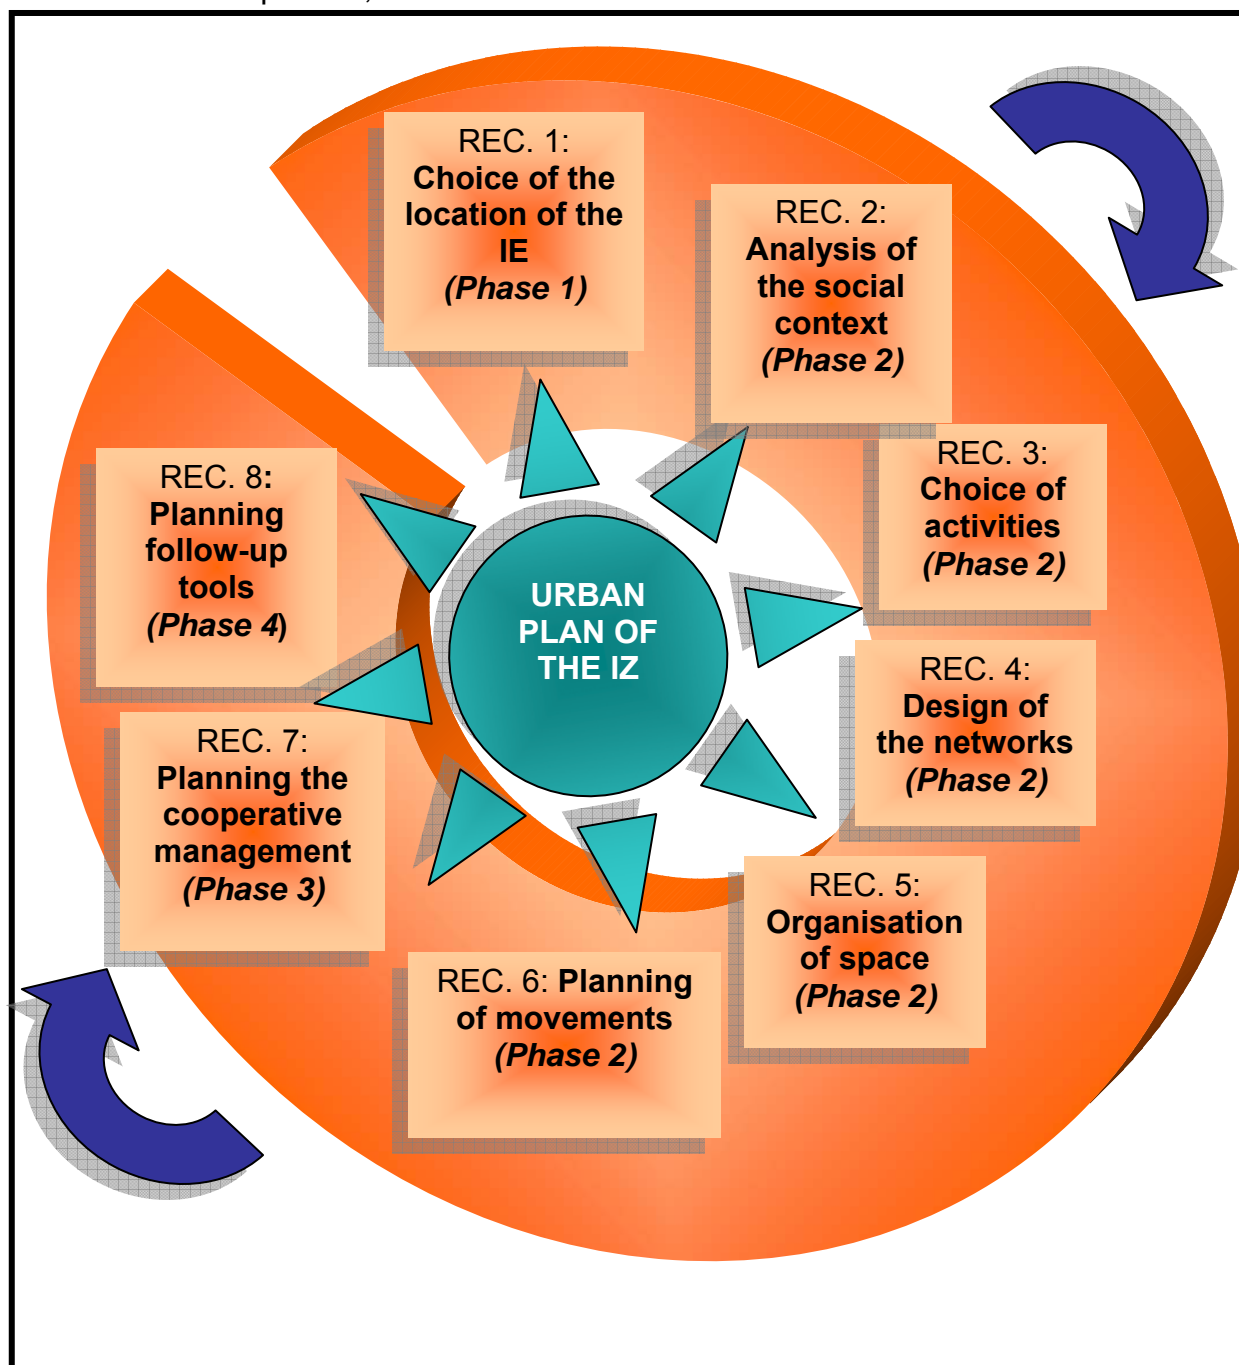 REC. 1:
Choice of the
location of the
IE
(Phase 1)
REC. 2:
Analysis of
the social
context
(Phase 2)
REC. 3:
Choice of
activities
(Phase 2)
REC. 4:
Design of
the networks
(Phase 2)
REC. 5:
Organisation
of space
(Phase 2)
REC. 6: Planning
of movements
(Phase 2)
REC. 7:
Planning the
cooperative
management
(Phase 3)
REC. 8:
Planning
follow-up
tools
(Phase 4)
URBAN
PLAN OF
THE IZ